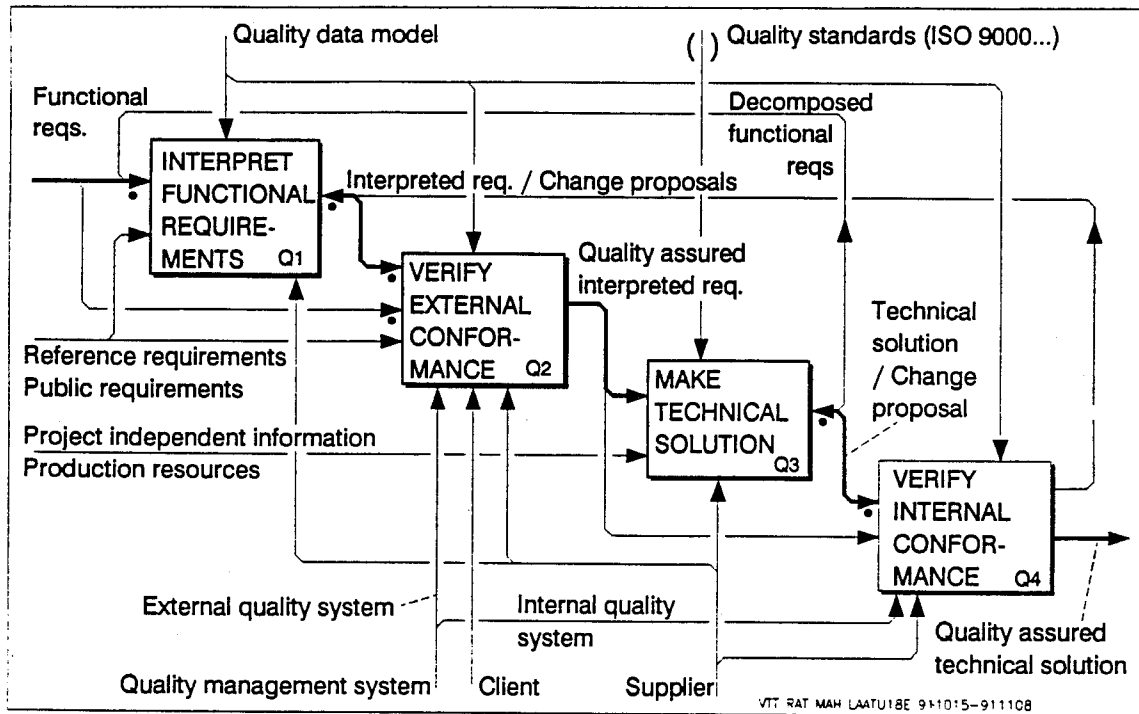 Quality data model
( ) Quality standards (ISO 9000...)
Functional
reqs.
Decomposed
functional
reqs
INTERPRET
FUNCTIONAL
REQUIRE-
MENTS Q1
Interpreted req. / Change proposals
VERIFY
EXTERNAL
CONFOR-
MANCE Q2
Quality assured
interpreted req.
Technical
solution
/ Change
proposal
Reference requirements
Public requirements
MAKE
TECHNICAL
SOLUTION
Q3
Project independent information
Production resources
VERIFY
INTERNAL
CONFOR-
MANCE Q4
External quality system
Internal quality
system
Quality assured
technical solution
Quality management system
Client
Supplier
VTT RAT MAH LAATU18E 911015-911108